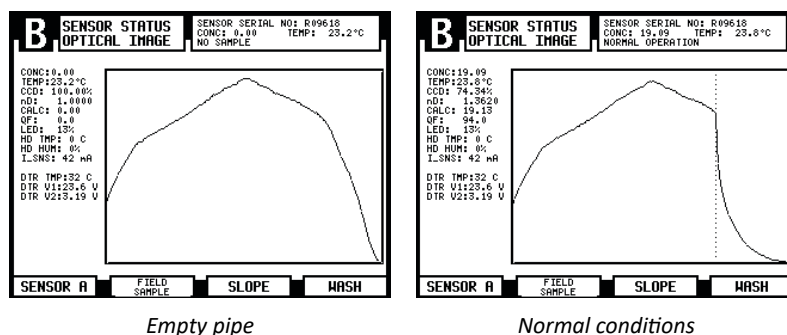 B
SENSOR STATUS
OPTICAL IMAGE
SENSOR SERIAL NO: R09618
CONC: 0.00 TEMP: 23.2°C
NO SAMPLE
CONC:0.00
TEMP:23.2°C
CCD: 100.00%
nD: 1.0000
CALC: 0.00
QF: 0.0
LED: 13%
HD TMP: 0 C
HD HUM: 0%
I_SNS: 42 mA
DTR TMP:32 C
DTR V1:23.6 V
DTR V2:3.19 V
SENSOR A
FIELD
SAMPLE
SLOPE
WASH
Empty pipe
B
SENSOR STATUS
OPTICAL IMAGE
SENSOR SERIAL NO: R09618
CONC: 19.09 TEMP: 23.8°C
NORMAL OPERATION
CONC:19.09
TEMP:23.8°C
CCD: 74.34%
nD: 1.3620
CALC: 19.13
QF: 94.0
LED: 13%
HD TMP: 0 C
HD HUM: 0%
I_SNS: 42 mA
DTR TMP:32 C
DTR V1:23.6 V
DTR V2:3.19 V
SENSOR A
FIELD
SAMPLE
SLOPE
WASH
Normal conditions